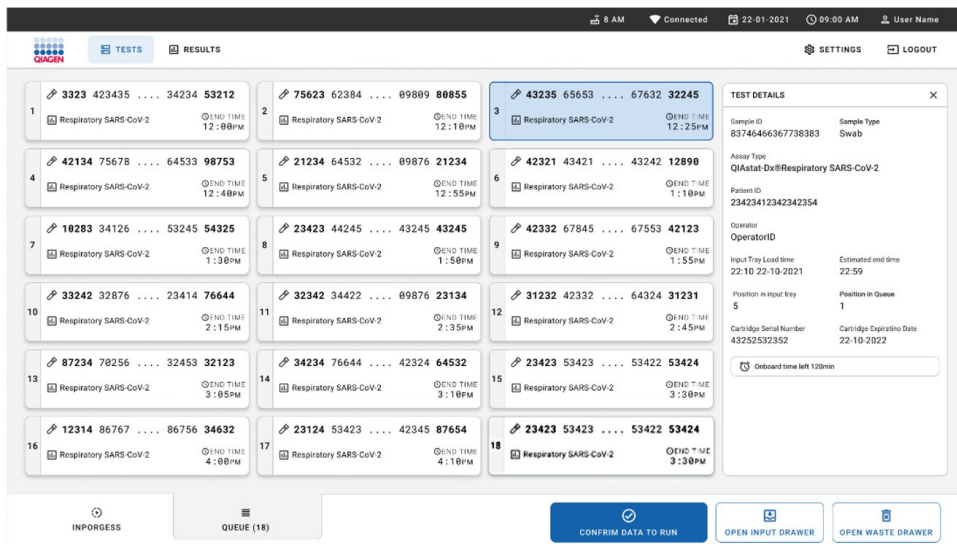 8 AM Connected 22-01-2021 09:00 AM User Name
QIAGEN TESTS RESULTS SETTINGS LOGOUT
1 3323 423435 .... 34234 53212
Respiratory SARS-CoV-2 END TIME
12:00PM
2 75623 62384 .... 09809 80855
Respiratory SARS-CoV-2 END TIME
12:10PM
3 43235 65653 .... 67632 32245
Respiratory SARS-CoV-2 END TIME
12:25PM
4 42134 75678 .... 64533 98753
Respiratory SARS-CoV-2 END TIME
12:40PM
5 21234 64532 .... 09876 21234
Respiratory SARS-CoV-2 END TIME
12:55PM
6 42321 43421 .... 43242 12890
Respiratory SARS-CoV-2 END TIME
1:10PM
7 10283 34126 .... 53245 54325
Respiratory SARS-CoV-2 END TIME
1:30PM
8 23423 44245 .... 43245 43245
Respiratory SARS-CoV-2 END TIME
1:50PM
9 42332 67845 .... 67553 42123
Respiratory SARS-CoV-2 END TIME
1:55PM
10 33242 32876 .... 23414 76644
Respiratory SARS-CoV-2 END TIME
2:15PM
11 32342 34422 .... 09876 23134
Respiratory SARS-CoV-2 END TIME
2:35PM
12 31232 42332 .... 64324 31231
Respiratory SARS-CoV-2 END TIME
2:45PM
13 87234 70256 .... 32453 32123
Respiratory SARS-CoV-2 END TIME
3:05PM
14 34234 76644 .... 42324 64532
Respiratory SARS-CoV-2 END TIME
3:10PM
15 23423 53423 .... 53422 53424
Respiratory SARS-CoV-2 END TIME
3:30PM
16 12314 86767 .... 86756 34632
Respiratory SARS-CoV-2 END TIME
4:00PM
17 23124 53423 .... 42345 87654
Respiratory SARS-CoV-2 END TIME
4:10PM
18 23423 53423 .... 53422 53424
Respiratory SARS-CoV-2 END TIME
3:30PM
TEST DETAILS
Sample ID Sample Type
83746466367738383 Swab
Assay Type
QIAstat-Dx®Respiratory SARS-CoV-2
Patient ID
23423412342342354
Operator
OperatorID
Input Tray Load time Estimated end time
22:10 22-10-2021 22:59
Position in input tray Position in Queue
5 1
Cartridge Serial Number Cartridge Expiratino Date
43252532352 22-10-2022
Onboard time left 120min
INPORGESS QUEUE (18) CONFRIM DATA TO RUN OPEN INPUT DRAWER OPEN WASTE DRAWER